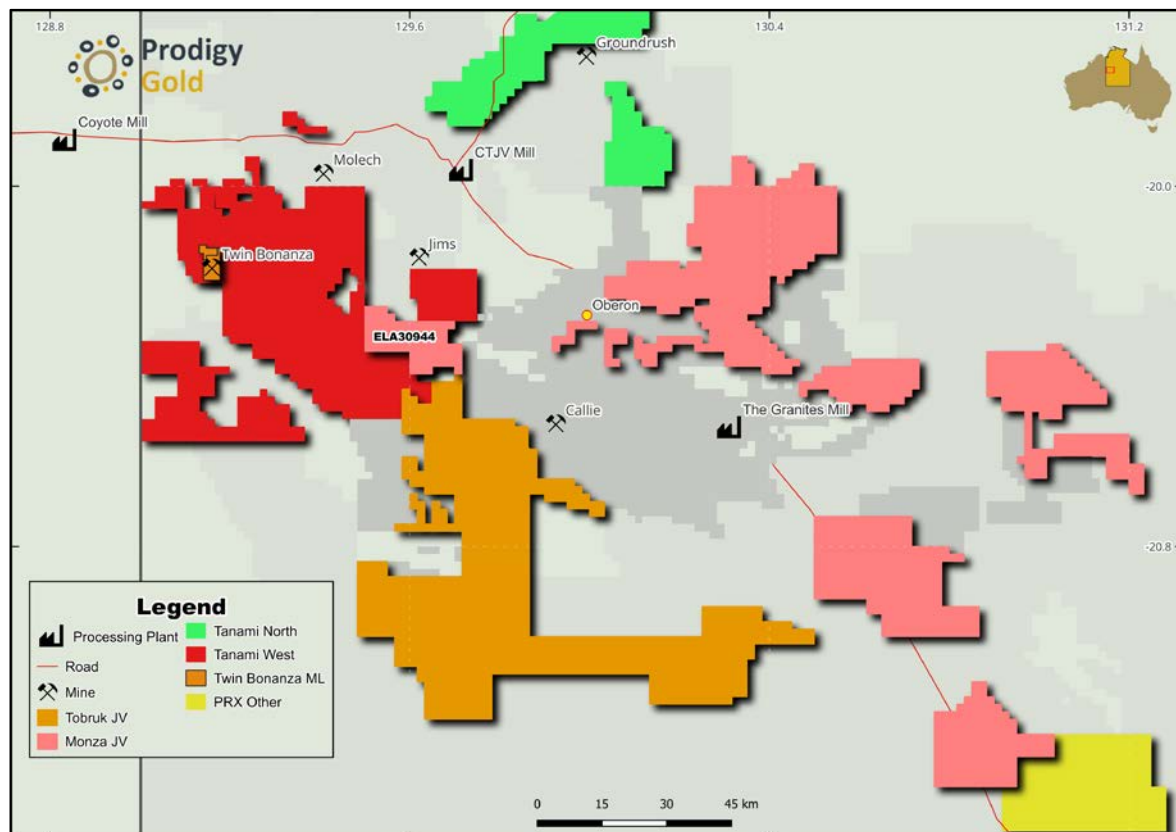 128.8
129.6
130.4
131.2
Prodigy
Gold
Groundrush
Coyote Mill
Molech
CTJV Mill
-20.0
Twin Bonanza
Jims
Oberon
ELA30944
Callie
The Granites Mill
-20.8
Legend
Processing Plant
Road
Mine
Tobruk JV
Monza JV
Tanami North
Tanami West
Twin Bonanza ML
PRX Other
0 15 30 45 km